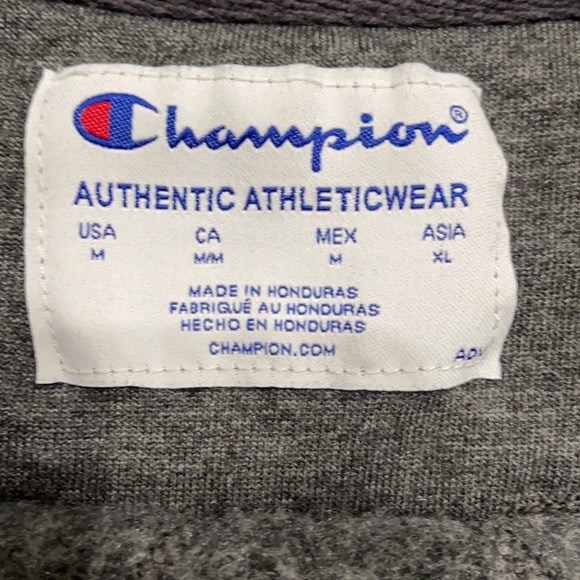 Champion®
AUTHENTIC ATHLETICWEAR
USA CA MEX ASIA
M M/M M XL
MADE IN HONDURAS
FABRIQUÉ AU HONDURAS
HECHO EN HONDURAS
CHAMPION.COM